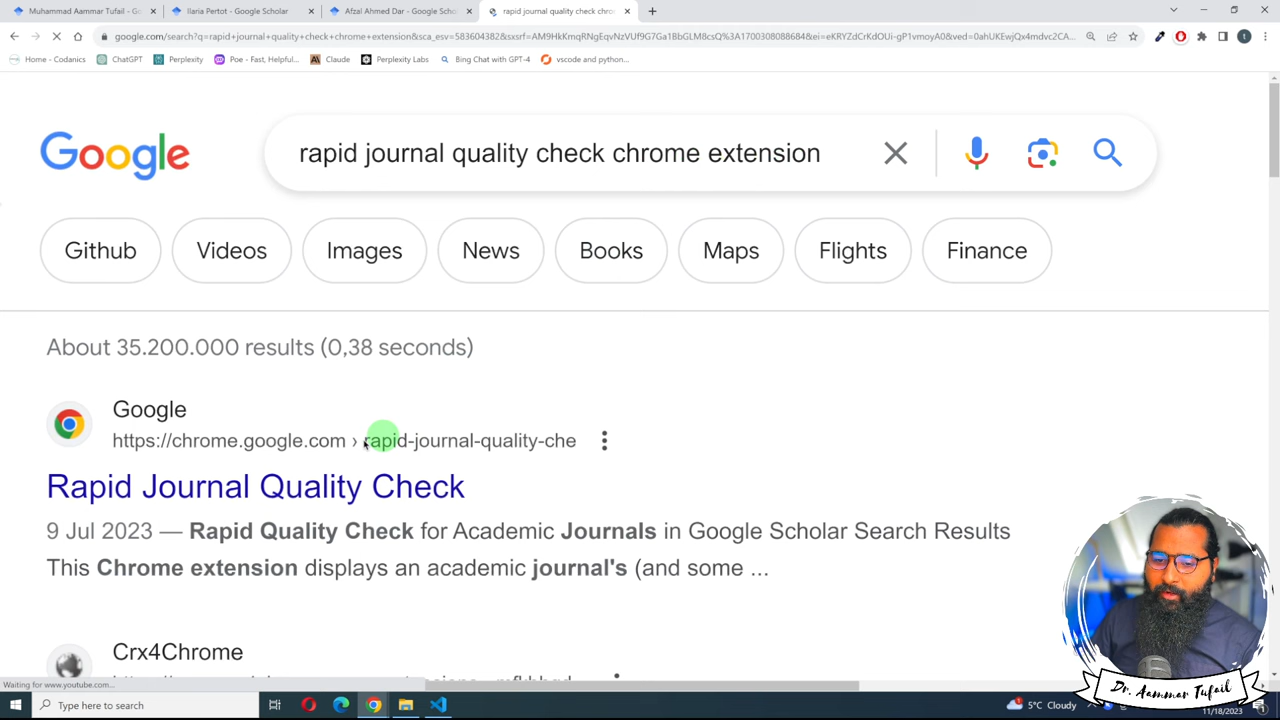 Muhammad Aammar Tufail - Go
Ilaria Pertot - Google Scholar
Afzal Ahmed Dar - Google Scho
rapid journal quality check chro
google.com/search?q=rapid+journal+quality+check+chrome+extension&sca_esv=583604382&
Home - Codanics
ChatGPT
Perplexity
Poe - Fast, Helpful...
Claude
Perplexity Labs
Bing Chat with GPT-4
vscode and python...
Google
rapid journal quality check chrome extension
Github
Videos
Images
News
Books
Maps
Flights
Finance
About 35.200.000 results (0,38 seconds)
Google
https://chrome.google.com › rapid-journal-quality-che
Rapid Journal Quality Check
9 Jul 2023 — Rapid Quality Check for Academic Journals in Google Scholar Search Results
This Chrome extension displays an academic journal's (and some ...
Crx4Chrome
Waiting for www.youtube.com...
Dr. Aammar Tufail
Type here to search
5°C Cloudy
11/18/2023